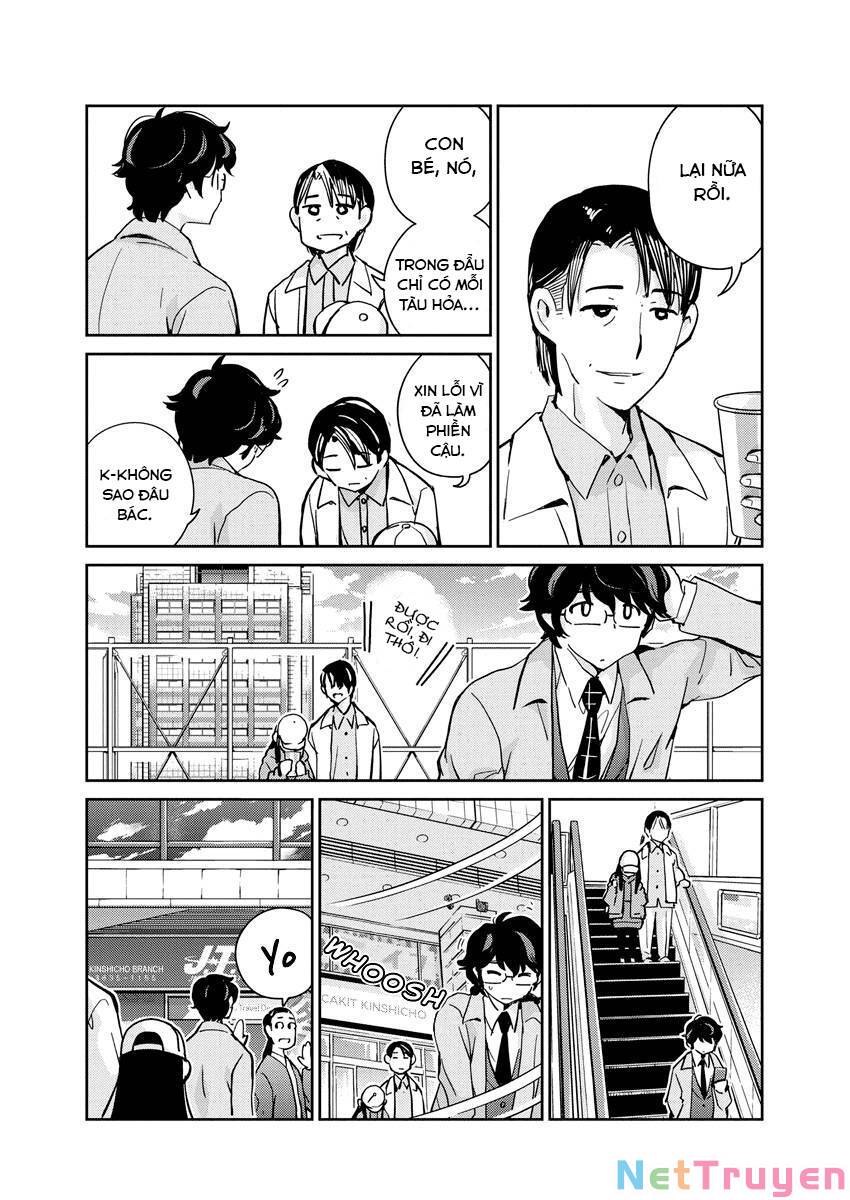 LẠI NỮA
RỒI.
CON
BÉ, NÓ,
TRONG ĐẦU
CHỈ CÓ MỖI
TÀU HỎA...
XIN LỖI VÌ
ĐÃ LÀM
PHIỀN
CẬU.
K-KHÔNG
SAO ĐÂU
BÁC.
ĐƯỢC
RỒI, ĐI
THÔI.
WHOOSH
CAKIT KINSHICHO
KINSHICHO BRANCH
Yo
NetTruyen